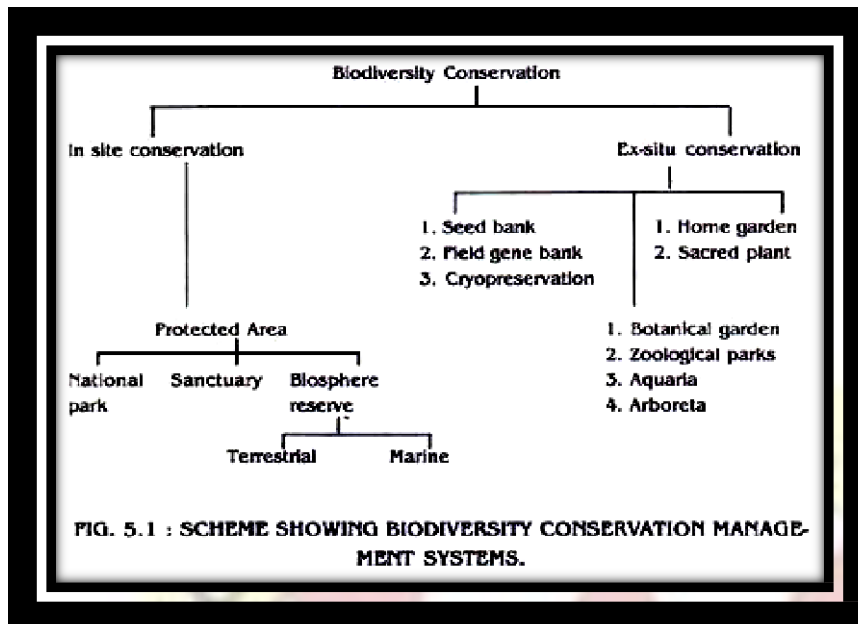 Biodiversity Conservation
In site conservation
Ex-situ conservation
1. Seed bank
2. Field gene bank
3. Cryopreservation
1. Home garden
2. Sacred plant
Protected Area
National park
Sanctuary
Biosphere reserve
Terrestrial
Marine
1. Botanical garden
2. Zoological parks
3. Aquaria
4. Arboreta
FIG. 5.1 : SCHEME SHOWING BIODIVERSITY CONSERVATION MANAGE-
MENT SYSTEMS.